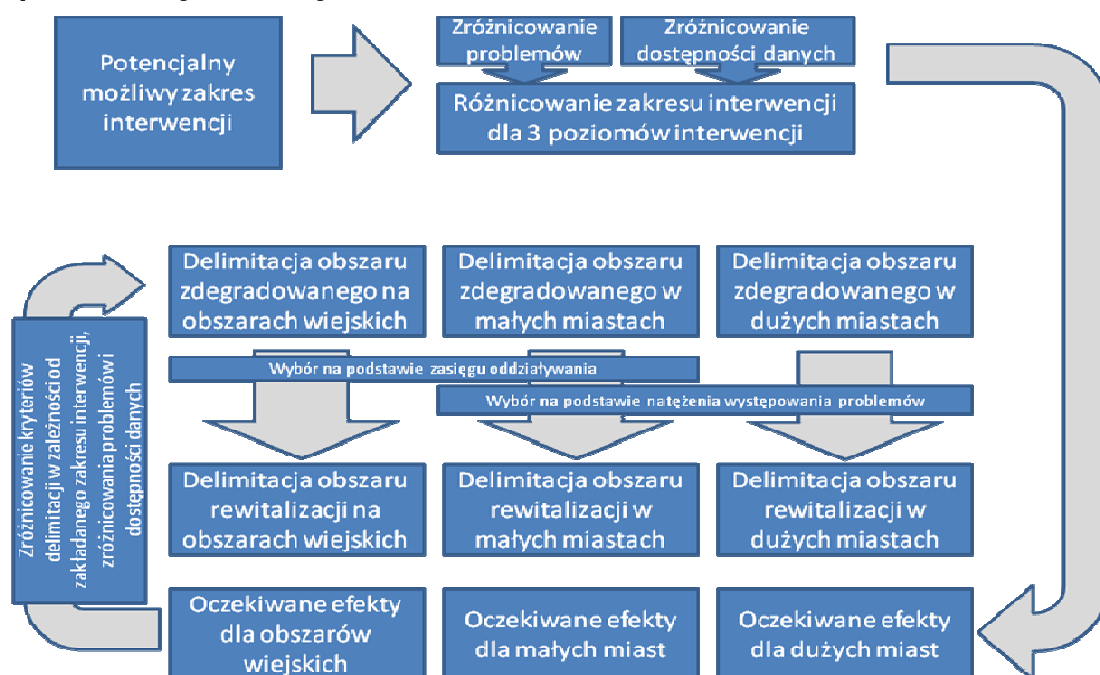 Potencjalny
możliwy zakres
interwencji
Zróżnicowanie
problemów
Zróżnicowanie
dostępności danych
Różnicowanie zakresu interwencji
dla 3 poziomów interwencji
Zróżnicowanie kryteriów
delimitacji w zależności od
zakładanego zakresu interwencji,
zróżnicowania problemów i
dostępności danych
Delimitacja obszaru
zdegradowanego na
obszarach wiejskich
Delimitacja obszaru
zdegradowanego w
małych miastach
Delimitacja obszaru
zdegradowanego w
dużych miastach
Wybór na podstawie zasięgu oddziaływania
Wybór na podstawie natężenia występowania problemów
Delimitacja obszaru
rewitalizacji na
obszarach wiejskich
Delimitacja obszaru
rewitalizacji w
małych miastach
Delimitacja obszaru
rewitalizacji w
dużych miastach
Oczekiwane efekty
dla obszarów
wiejskich
Oczekiwane efekty
dla małych miast
Oczekiwane efekty
dla dużych miast